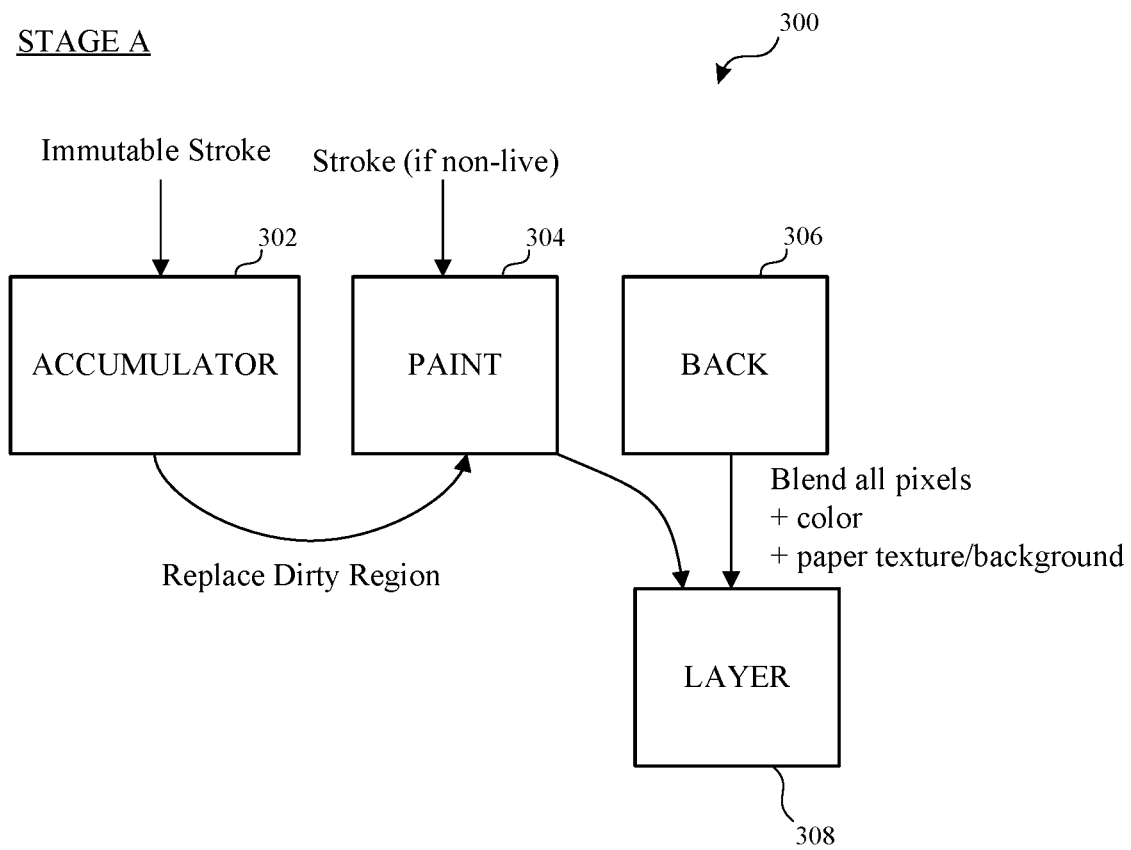 STAGE A
300
Immutable Stroke
Stroke (if non-live)
302
304
306
ACCUMULATOR
PAINT
BACK
Blend all pixels
+ color
+ paper texture/background
Replace Dirty Region
LAYER
308